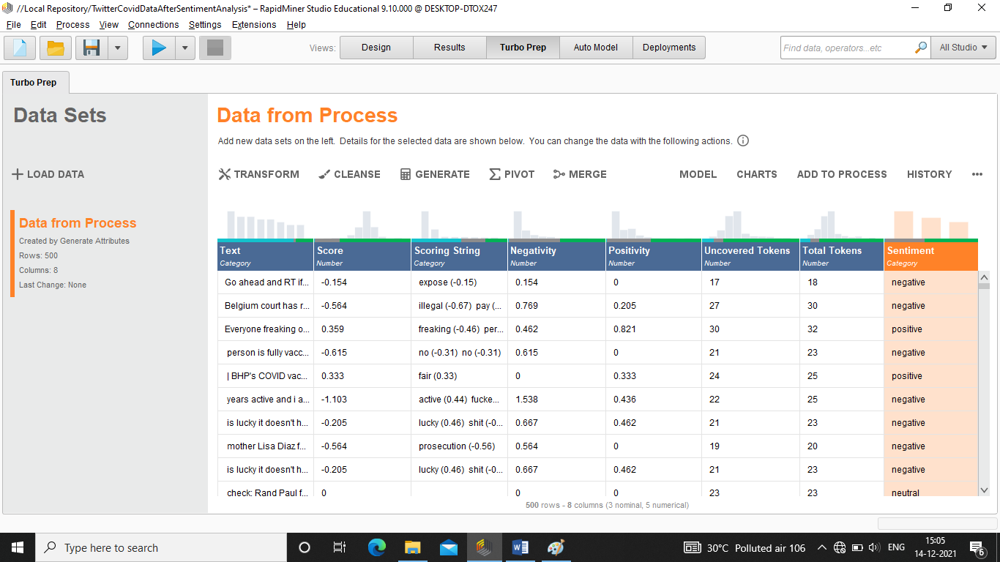 //Local Repository/TwitterCovidDataAfterSentimentAnalysis* – RapidMiner Studio Educational 9.10.000 @ DESKTOP-DTOX247
File Edit Process View Connections Settings Extensions Help
Views: Design Results Turbo Prep Auto Model Deployments Find data, operators...etc All Studio
Turbo Prep
Data Sets
LOAD DATA
Data from Process
Created by Generate Attributes
Rows: 500
Columns: 8
Last Change: None
Data from Process
Add new data sets on the left. Details for the selected data are shown below. You can change the data with the following actions.
TRANSFORM CLEANSE GENERATE PIVOT MERGE MODEL CHARTS ADD TO PROCESS HISTORY
Text Score Scoring String Negativity Positivity Uncovered Tokens Total Tokens Sentiment
Category Number Category Number Number Number Number Category
Go ahead and RT if... -0.154 expose (-0.15) 0.154 0 17 18 negative
Belgium court has r... -0.564 illegal (-0.67) pay (... 0.769 0.205 27 30 negative
Everyone freaking o... 0.359 freaking (-0.46) per... 0.462 0.821 30 32 positive
person is fully vacc... -0.615 no (-0.31) no (-0.31) 0.615 0 21 23 negative
| BHP's COVID vac... 0.333 fair (0.33) 0 0.333 24 25 positive
years active and i a... -1.103 active (0.44) fucke... 1.538 0.436 22 25 negative
is lucky it doesn't h... -0.205 lucky (0.46) shit (-0... 0.667 0.462 21 23 negative
mother Lisa Diaz f... -0.564 prosecution (-0.56) 0.564 0 19 20 negative
is lucky it doesn't h... -0.205 lucky (0.46) shit (-0... 0.667 0.462 21 23 negative
check: Rand Paul f... 0 0 0 23 23 neutral
500 rows - 8 columns (3 nominal, 5 numerical)
Type here to search 30°C Polluted air 106 ENG 15:05
14-12-2021 6